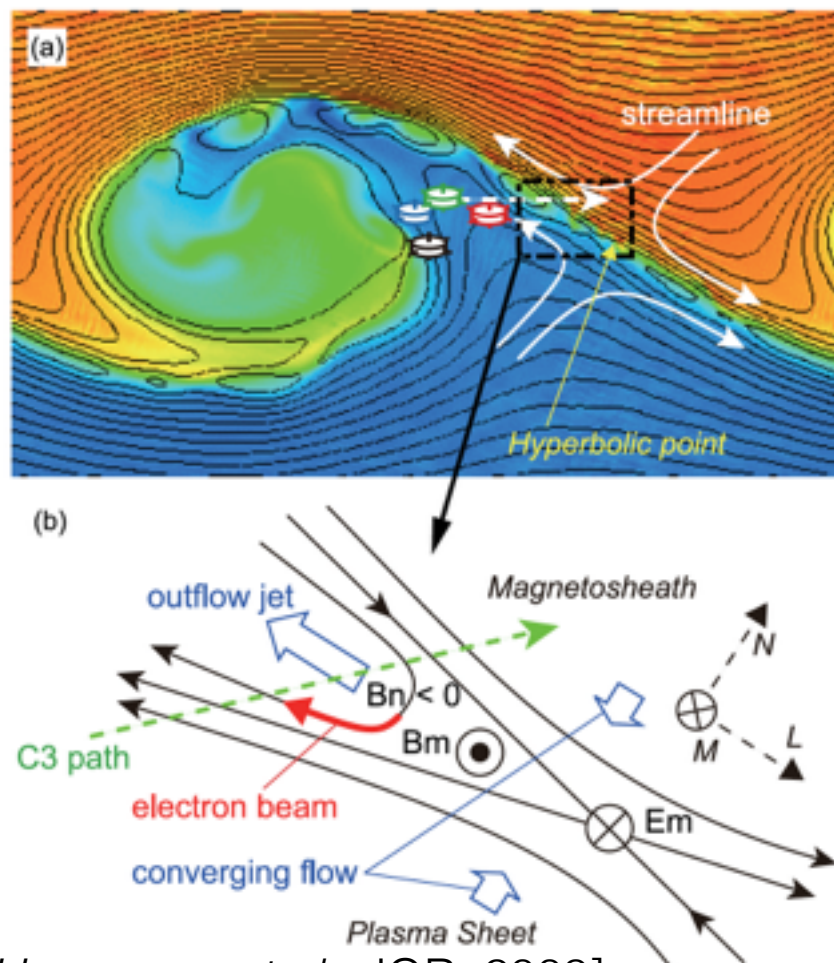 (a)
streamline
Hyperbolic point
(b)
outflow jet
Magnetosheath
N
Bn < 0
M
L
C3 path
Bm
electron beam
Em
converging flow
Plasma Sheet